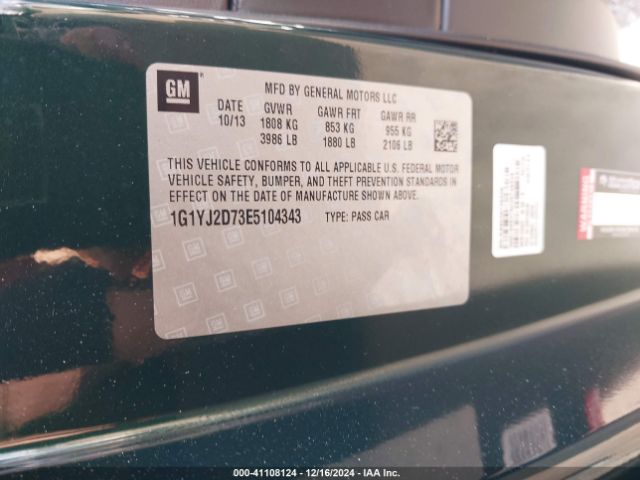 GM
MFD BY GENERAL MOTORS LLC
DATE GVWR GAWR FRT GAWR RR
10/13 1808 KG 853 KG 955 KG
3986 LB 1880 LB 2106 LB
THIS VEHICLE CONFORMS TO ALL APPLICABLE U.S. FEDERAL MOTOR
VEHICLE SAFETY, BUMPER, AND THEFT PREVENTION STANDARDS IN
EFFECT ON THE DATE OF MANUFACTURE SHOWN ABOVE.
1G1YJ2D73E5104343 TYPE: PASS CAR
000-41108124 - 12/16/2024 - IAA Inc.